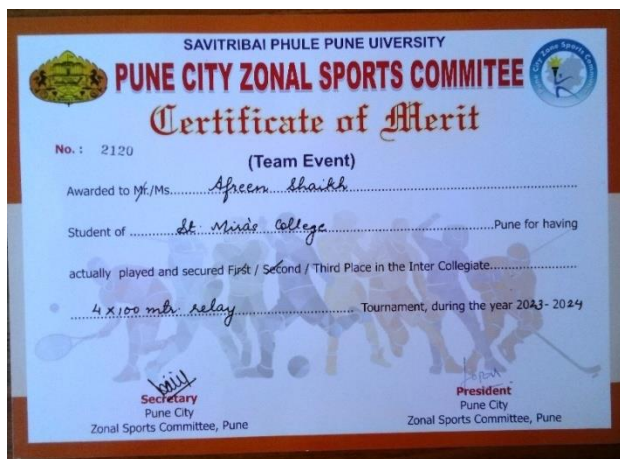 SAVITRIBAI PHULE PUNE UIVERSITY
PUNE CITY ZONAL SPORTS COMMITEE
Certificate of Merit
No. : 2120
(Team Event)
Awarded to Mr./Ms. Afreen Shaikh
Student of St. Mira's College Pune for having
actually played and secured First / Second / Third Place in the Inter Collegiate
4 x 100 mtr. relay Tournament, during the year 2023 - 2024
Secretary
Pune City
Zonal Sports Committee, Pune
President
Pune City
Zonal Sports Committee, Pune